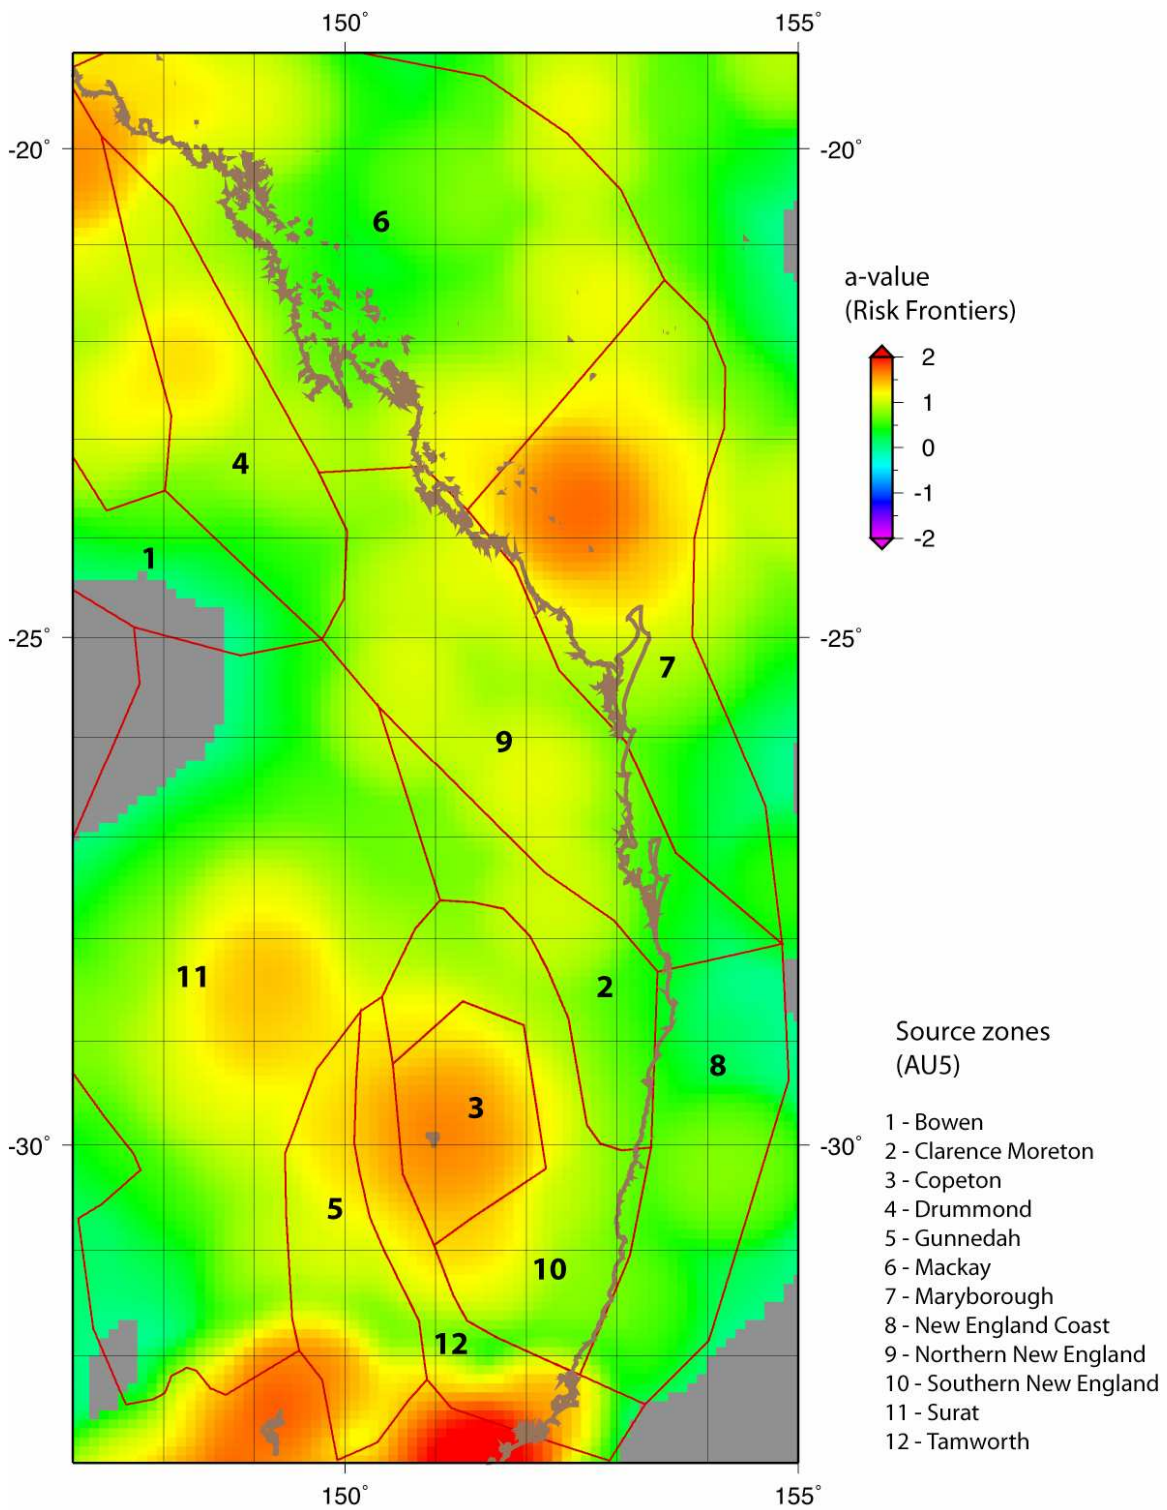 150° 155°
-20° -20°
6
a-value
(Risk Frontiers)
2
1
0
-1
-2
4
1
-25° -25°
7
9
11
2
Source zones
(AU5)
8
3
1 - Bowen
-30° -30°
2 - Clarence Moreton
3 - Copeton
5
4 - Drummond
5 - Gunnedah
10
6 - Mackay
7 - Maryborough
8 - New England Coast
12
9 - Northern New England
10 - Southern New England
11 - Surat
12 - Tamworth
150° 155°